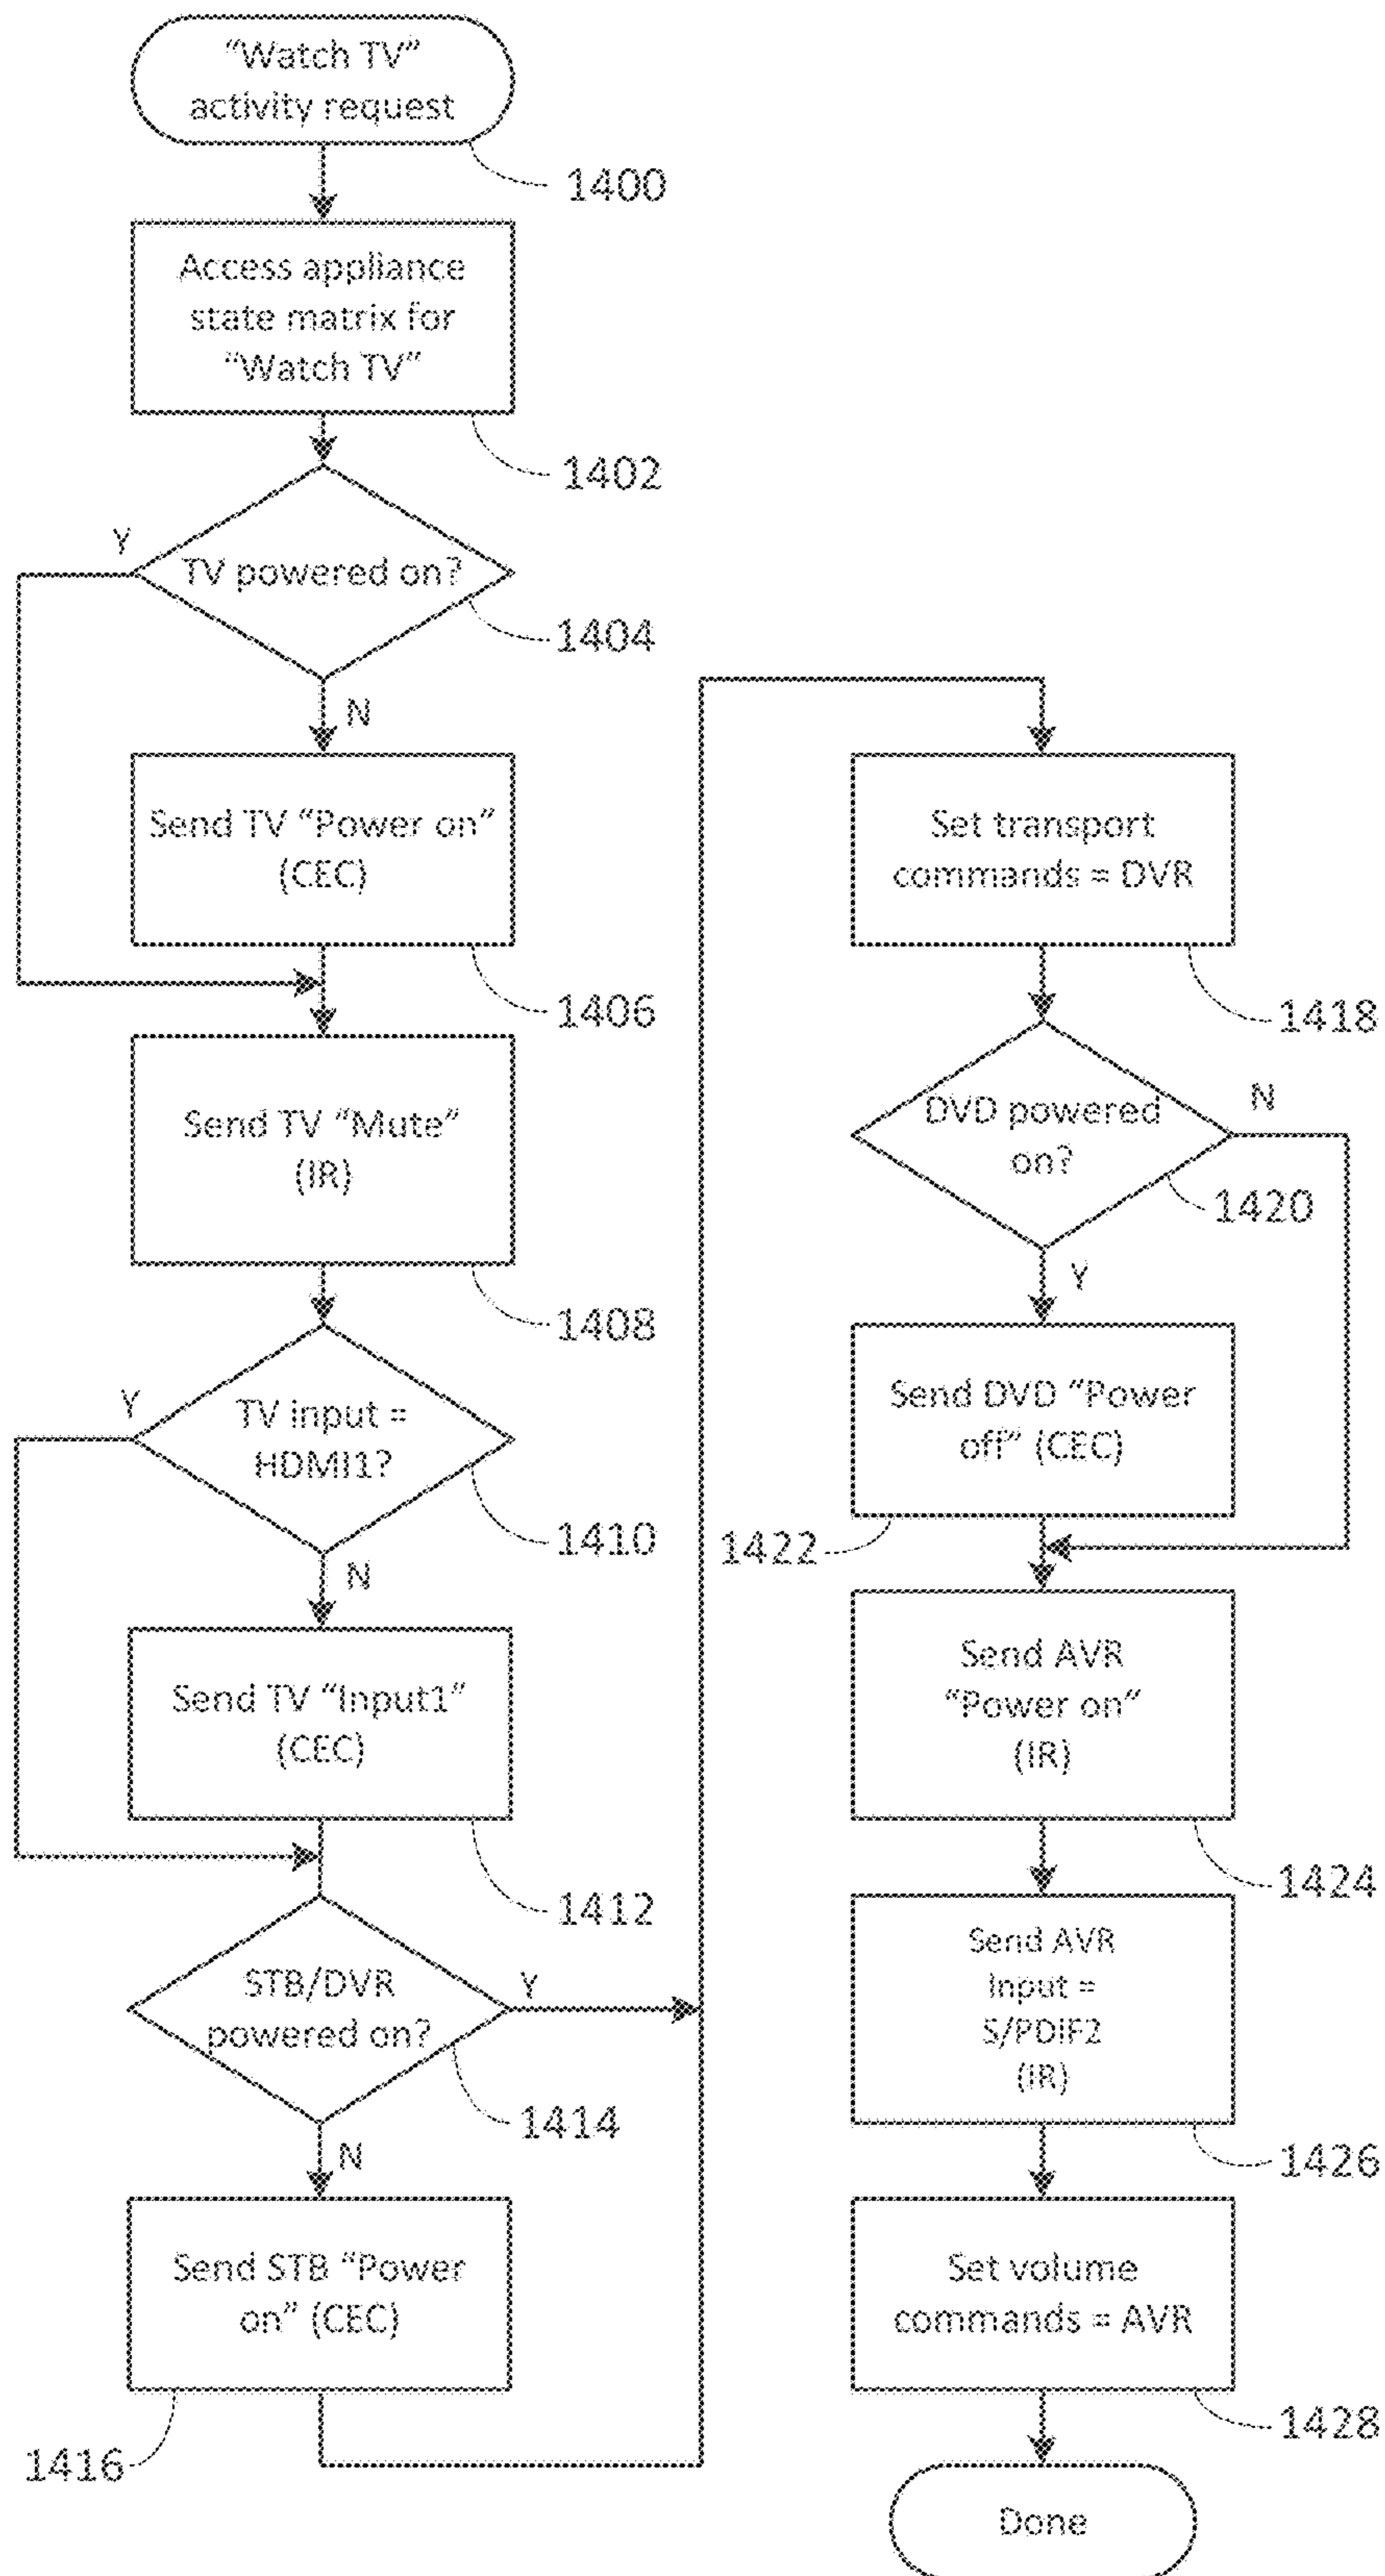 “Watch TV”
activity request
1400
Access appliance
state matrix for
“Watch TV”
1402
TV powered on?
Y
1404
N
Send TV “Power on”
(CEC)
1406
Send TV “Mute”
(IR)
1408
TV input =
HDMI1?
Y
1410
N
Send TV “Input1”
(CEC)
1412
STB/DVR
powered on?
Y
1414
N
Send STB “Power
on” (CEC)
1416
Set transport
commands = DVR
1418
DVD powered
on?
N
1420
Y
Send DVD “Power
off” (CEC)
1422
Send AVR
“Power on”
(IR)
1424
Send AVR
Input =
S/PDIF2
(IR)
1426
Set volume
commands = AVR
1428
Done